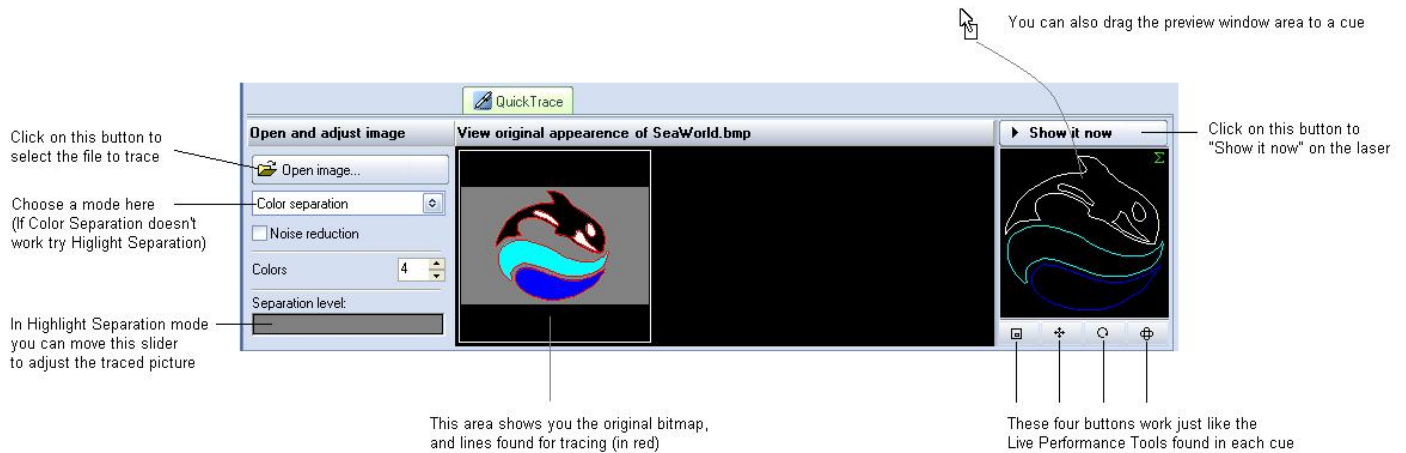 You can also drag the preview window area to a cue
QuickTrace
Click on this button to
select the file to trace
Open and adjust image
View original appearence of SeaWorld.bmp
Show it now
Click on this button to
"Show it now" on the laser
Open image...
Choose a mode here
(If Color Separation doesn't
work try Higlight Separation)
Color separation
Noise reduction
Colors
4
Separation level:
In Highlight Separation mode
you can move this slider
to adjust the traced picture
Σ
This area shows you the original bitmap,
and lines found for tracing (in red)
These four buttons work just like the
Live Performance Tools found in each cue